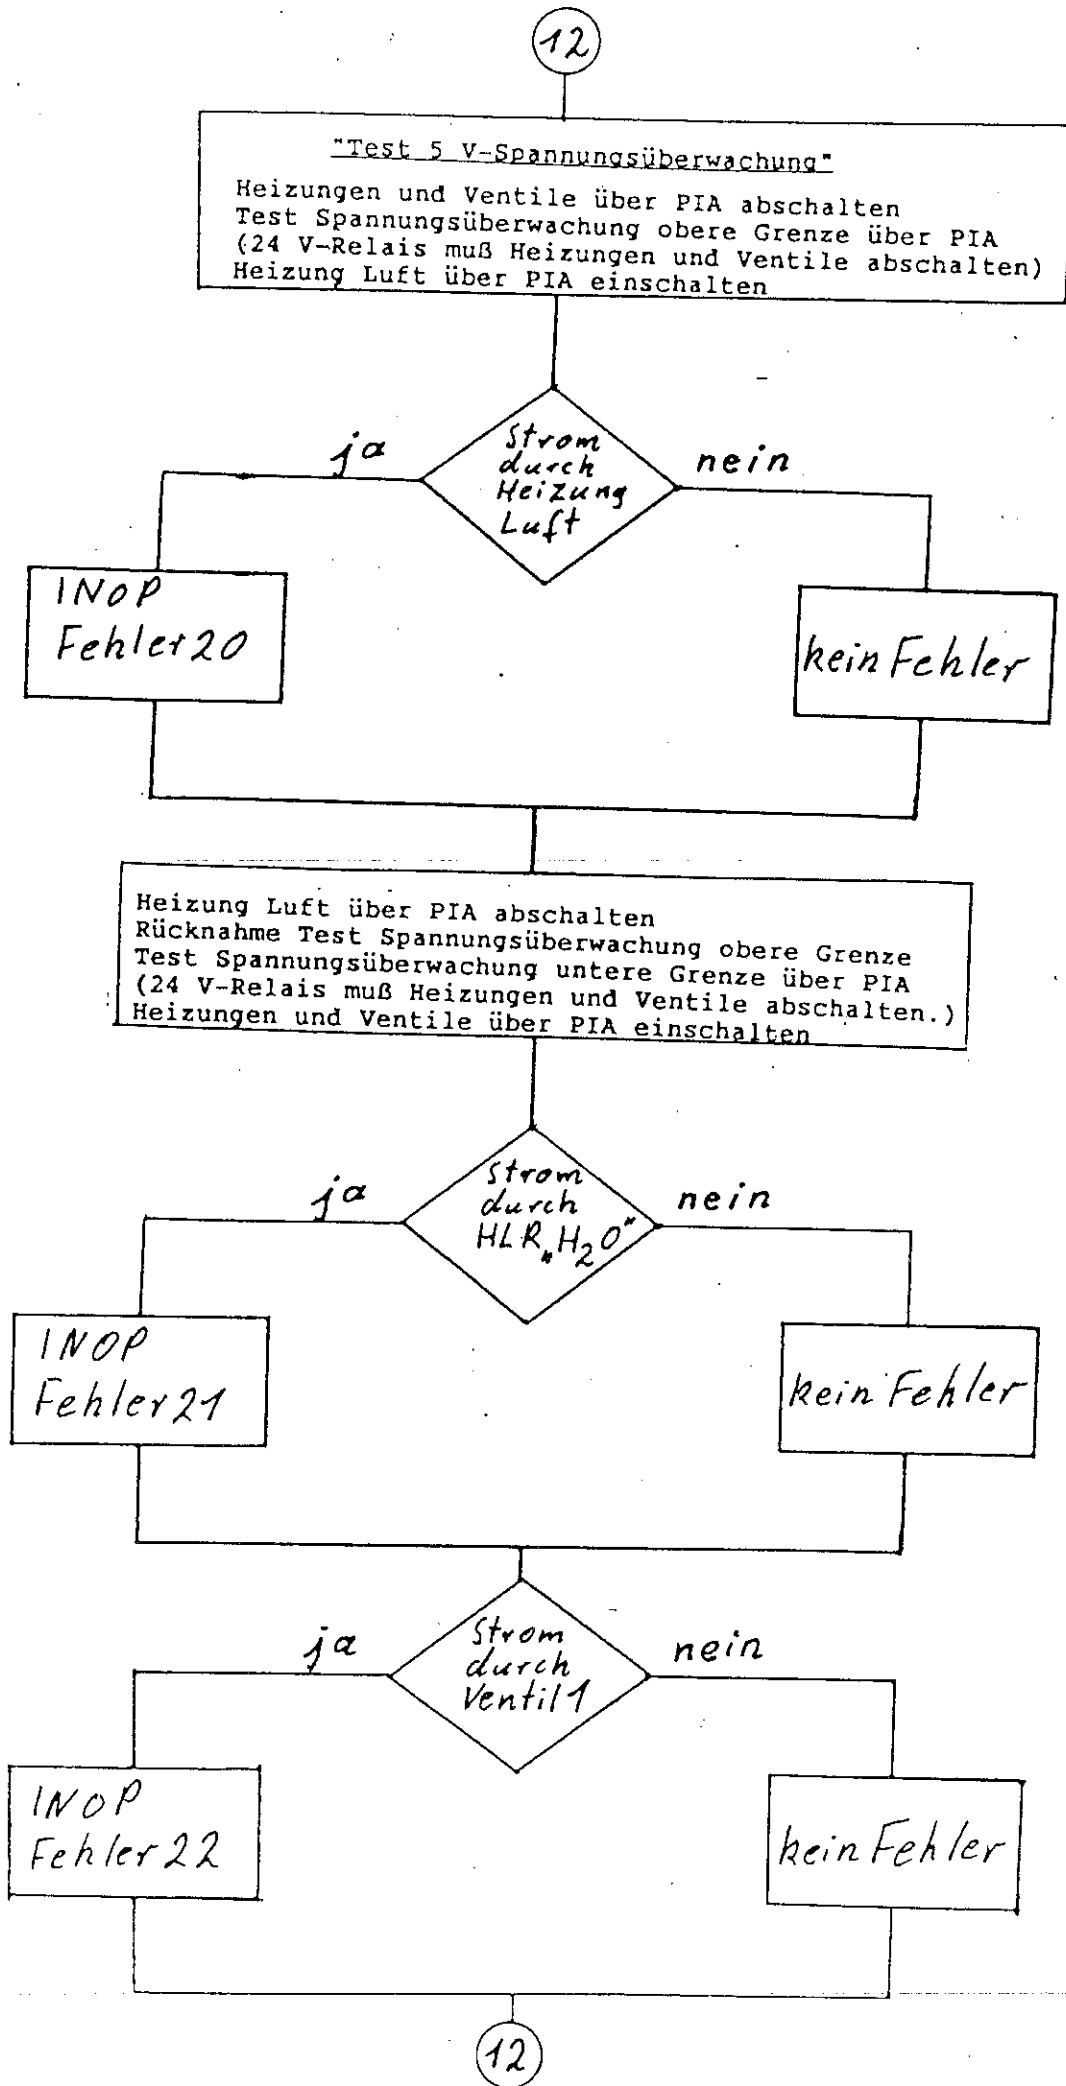 12
"Test 5 V-Spannungsüberwachung"
Heizungen und Ventile über PIA abschalten
Test Spannungsüberwachung obere Grenze über PIA
(24 V-Relais muß Heizungen und Ventile abschalten)
Heizung Luft über PIA einschalten
Strom
durch
Heizung
Luft
ja
nein
INOP
Fehler 20
kein Fehler
Heizung Luft über PIA abschalten
Rücknahme Test Spannungsüberwachung obere Grenze
Test Spannungsüberwachung untere Grenze über PIA
(24 V-Relais muß Heizungen und Ventile abschalten.)
Heizungen und Ventile über PIA einschalten
Strom
durch
HLR „H₂O"
ja
nein
INOP
Fehler 21
kein Fehler
Strom
durch
Ventil 1
ja
nein
INOP
Fehler 22
kein Fehler
12